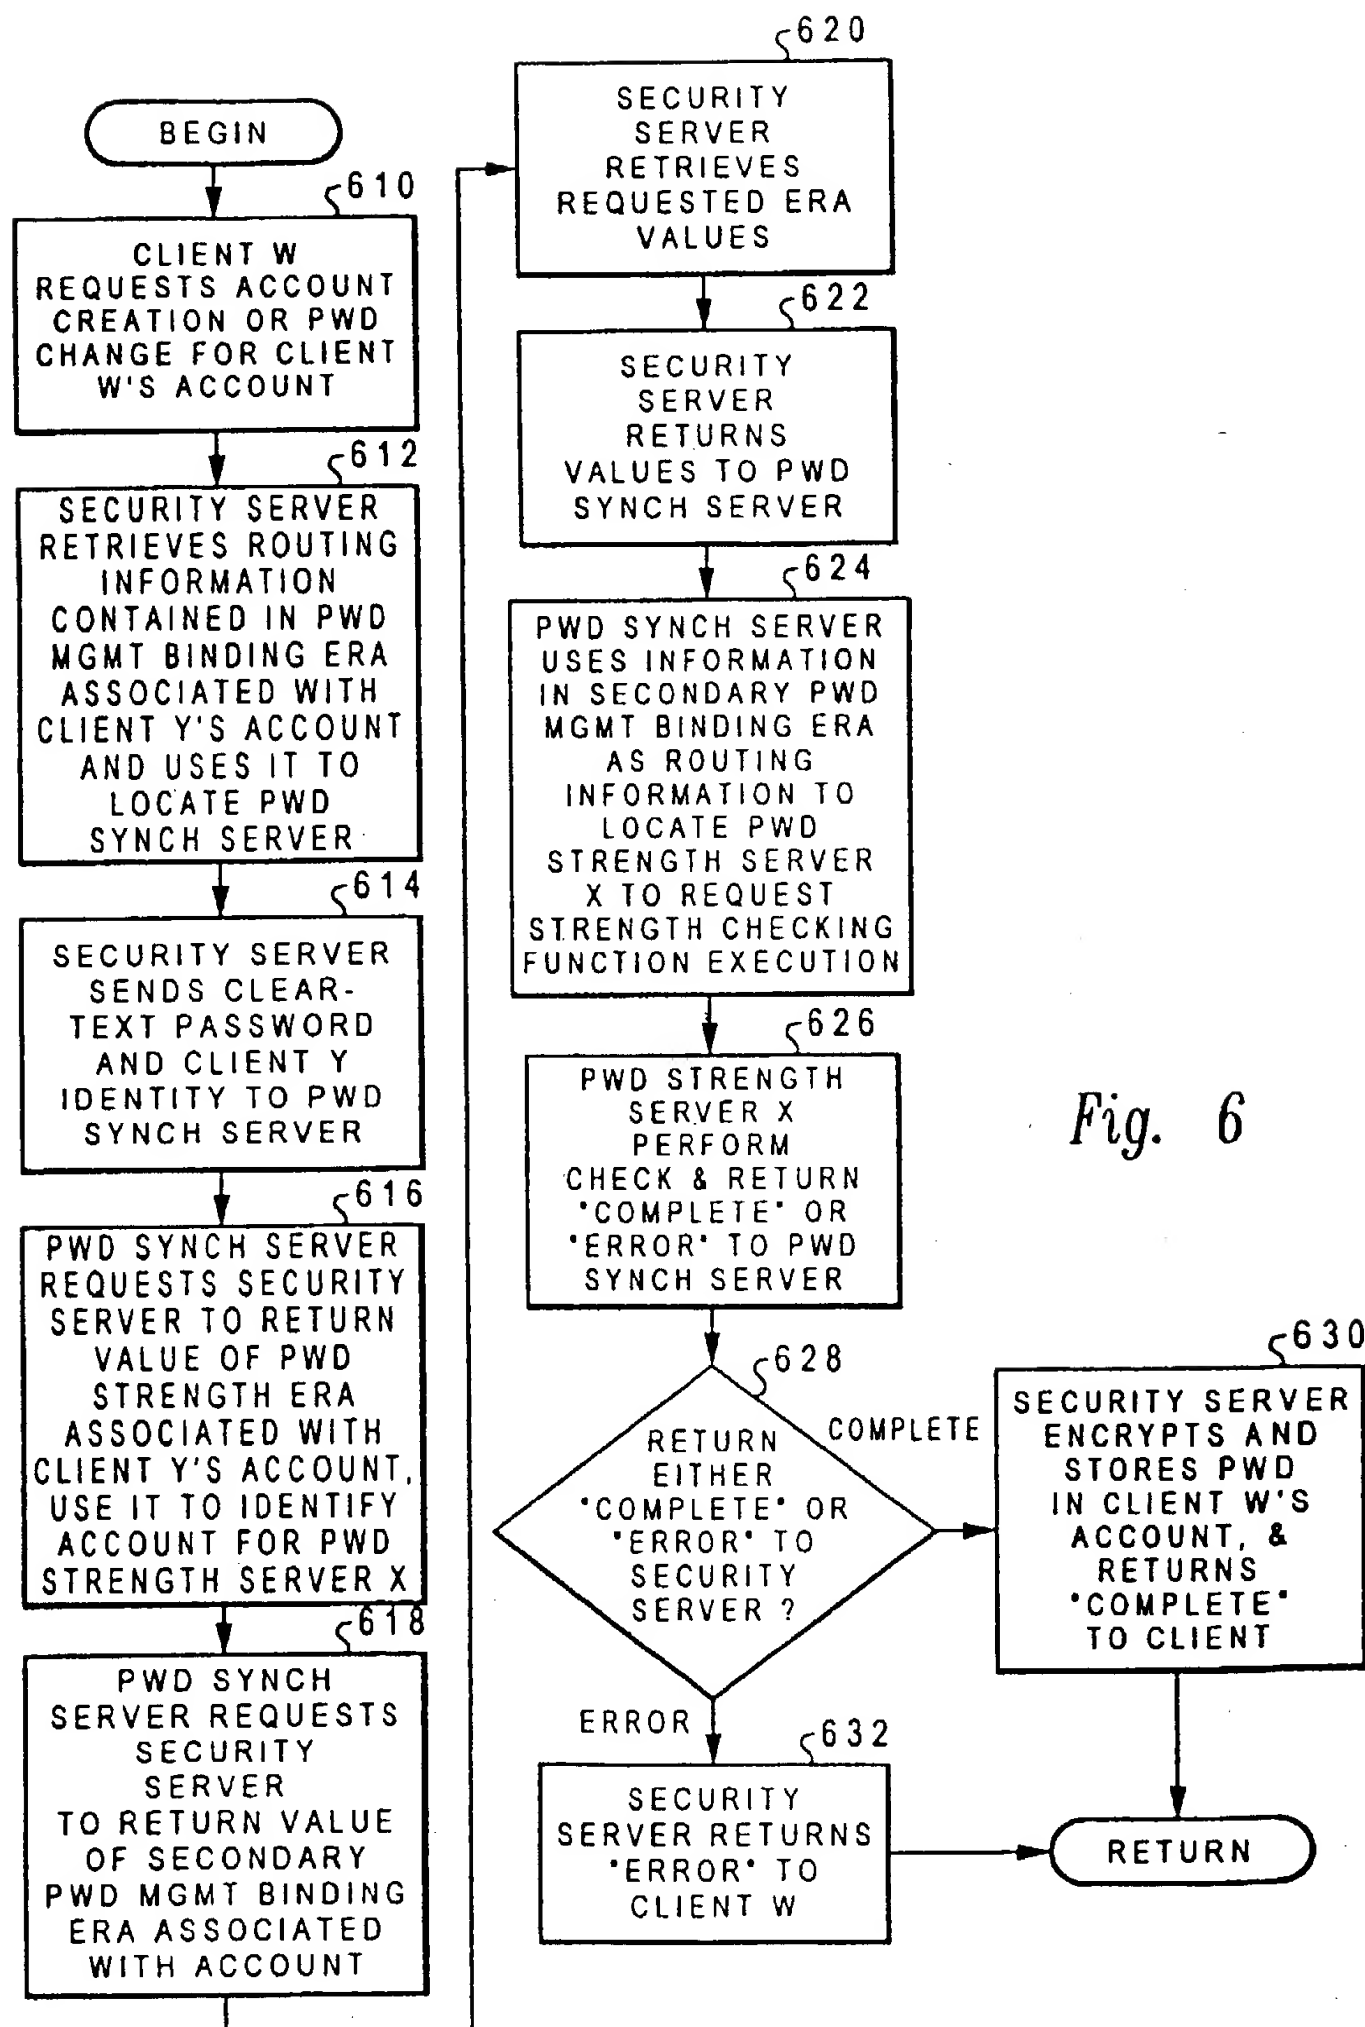 BEGIN
610
CLIENT W
REQUESTS ACCOUNT
CREATION OR PWD
CHANGE FOR CLIENT
W'S ACCOUNT
612
SECURITY SERVER
RETRIEVES ROUTING
INFORMATION
CONTAINED IN PWD
MGMT BINDING ERA
ASSOCIATED WITH
CLIENT Y'S ACCOUNT
AND USES IT TO
LOCATE PWD
SYNCH SERVER
614
SECURITY SERVER
SENDS CLEAR-
TEXT PASSWORD
AND CLIENT Y
IDENTITY TO PWD
SYNCH SERVER
616
PWD SYNCH SERVER
REQUESTS SECURITY
SERVER TO RETURN
VALUE OF PWD
STRENGTH ERA
ASSOCIATED WITH
CLIENT Y'S ACCOUNT,
USE IT TO IDENTIFY
ACCOUNT FOR PWD
STRENGTH SERVER X
618
PWD SYNCH
SERVER REQUESTS
SECURITY
SERVER
TO RETURN VALUE
OF SECONDARY
PWD MGMT BINDING
ERA ASSOCIATED
WITH ACCOUNT
620
SECURITY
SERVER
RETRIEVES
REQUESTED ERA
VALUES
622
SECURITY
SERVER
RETURNS
VALUES TO PWD
SYNCH SERVER
624
PWD SYNCH SERVER
USES INFORMATION
IN SECONDARY PWD
MGMT BINDING ERA
AS ROUTING
INFORMATION TO
LOCATE PWD
STRENGTH SERVER
X TO REQUEST
STRENGTH CHECKING
FUNCTION EXECUTION
626
PWD STRENGTH
SERVER X
PERFORM
CHECK & RETURN
"COMPLETE" OR
"ERROR" TO PWD
SYNCH SERVER
628
RETURN
EITHER
"COMPLETE" OR
"ERROR" TO
SECURITY
SERVER ?
COMPLETE
ERROR
630
SECURITY SERVER
ENCRYPTS AND
STORES PWD
IN CLIENT W'S
ACCOUNT, &
RETURNS
"COMPLETE"
TO CLIENT
632
SECURITY
SERVER RETURNS
"ERROR" TO
CLIENT W
RETURN
Fig. 6